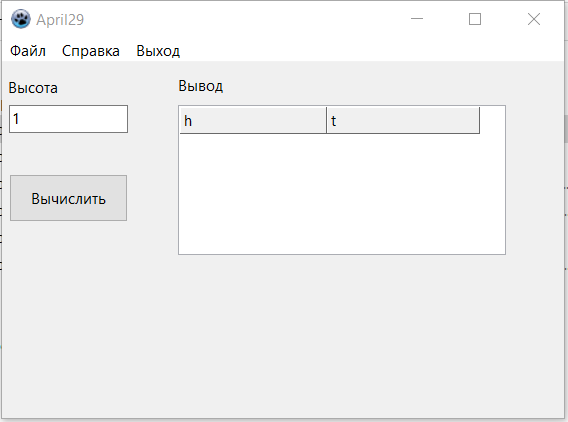 April29
Файл Справка Выход
Высота
Вывод
1
h t
Вычислить